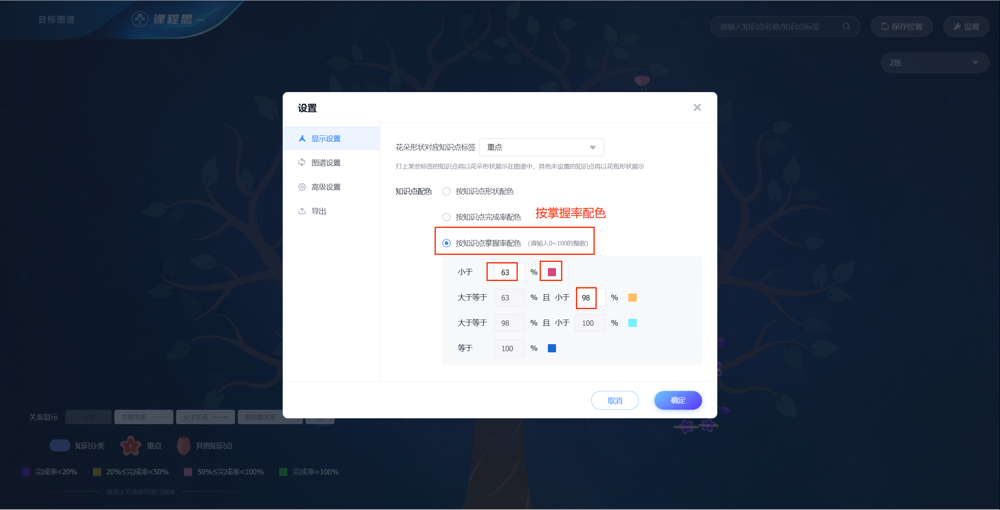 目标图谱
课程思 ···
请输入知识点名称/知识点标签
保存位置
设置
2班
设置
显示设置
图谱设置
高级设置
导出
花朵形状对应知识点标签 重点
打上某些标签的知识点将以花朵形状展示在图谱中，其他未设置的知识点将以花苞形状展示
知识点配色
按知识点形状配色
按知识点完成率配色
按掌握率配色
按知识点掌握率配色 (请输入0~100的整数)
小于 63 %
大于等于 63 % 且 小于 98 %
大于等于 98 % 且 小于 100 %
等于 100 %
取消
确定
关系显示 全部 关联关系 父子关系 前后置关系
知识分类 重点 其他知识点
完成率<20% 20%≤完成率<50% 50%≤完成率<100% 完成率=100%
点击上方选项可进行筛选